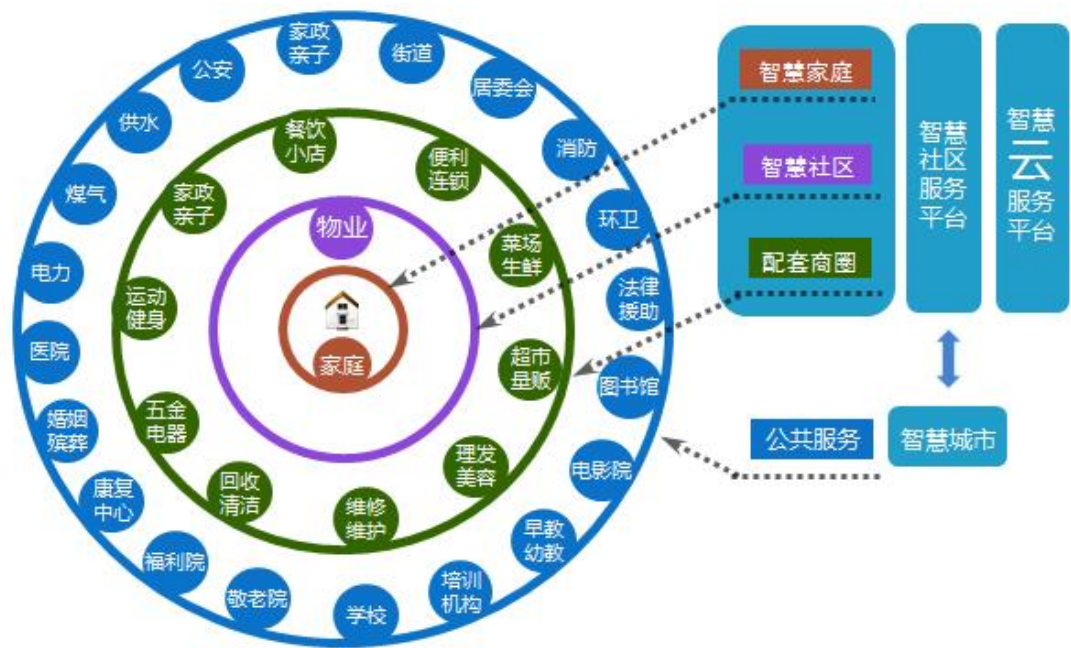 家政
亲子
街道
居委会
消防
环卫
法律
援助
图书馆
电影院
早教
幼教
培训
机构
学校
敬老院
福利院
康复
中心
婚姻
殡葬
医院
电力
煤气
供水
公安
餐饮
小店
便利
连锁
菜场
生鲜
超市
量贩
理发
美容
维修
维护
回收
清洁
五金
电器
运动
健身
家政
亲子
物业
家庭
智慧家庭
智慧社区
配套商圈
智慧
社区
服务
平台
智慧
云
服务
平台
公共服务
智慧城市